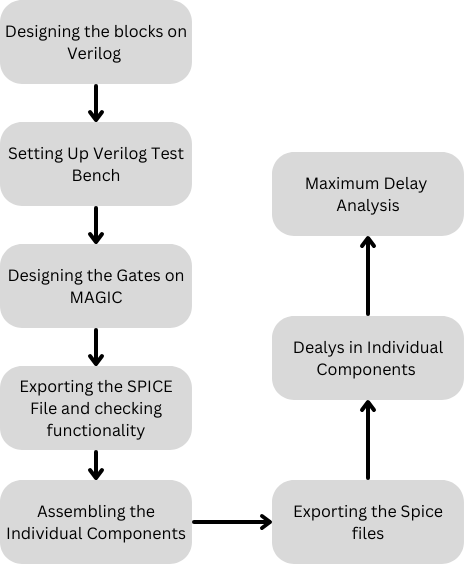 Designing the blocks on
Verilog
Setting Up Verilog Test
Bench
Designing the Gates on
MAGIC
Exporting the SPICE
File and checking
functionality
Assembling the
Individual Components
Exporting the Spice
files
Dealys in Individual
Components
Maximum Delay
Analysis